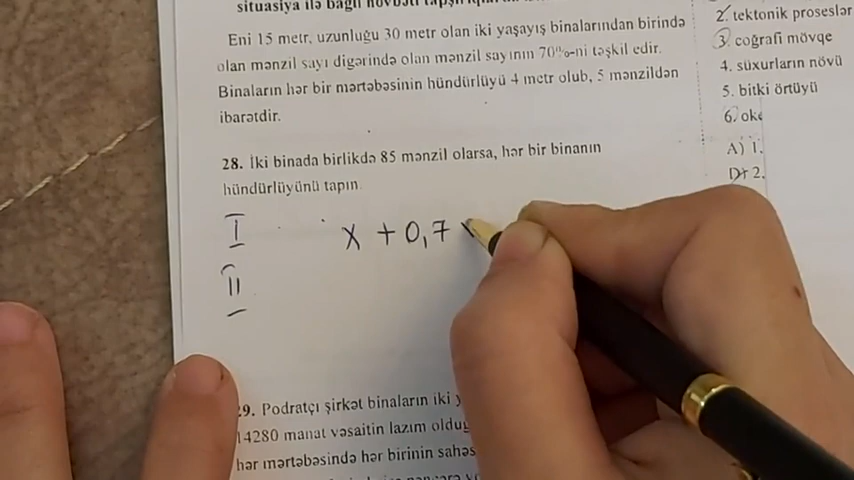 situasiya ilə bağlı növbəti
Eni 15 metr, uzunluğu 30 metr olan iki yaşayış binalarından birində
olan mənzil sayı digərində olan mənzil sayının 70%-ni təşkil edir.
Binaların hər bir mərtəbəsinin hündürlüyü 4 metr olub, 5 mənzildən
ibarətdir.
28. İki binada birlikdə 85 mənzil olarsa, hər bir binanın
hündürlüyünü tapın.
I x + 0,7
II
29. Podratçı şirkət binaların iki
14280 manat vəsaitin lazım
hər mərtəbəsində hər birinin
2. tektonik proseslər
3. coğrafi mövqe
4. süxurların növü
5. bitki örtüyü
6.
A) 1.
D) 2.